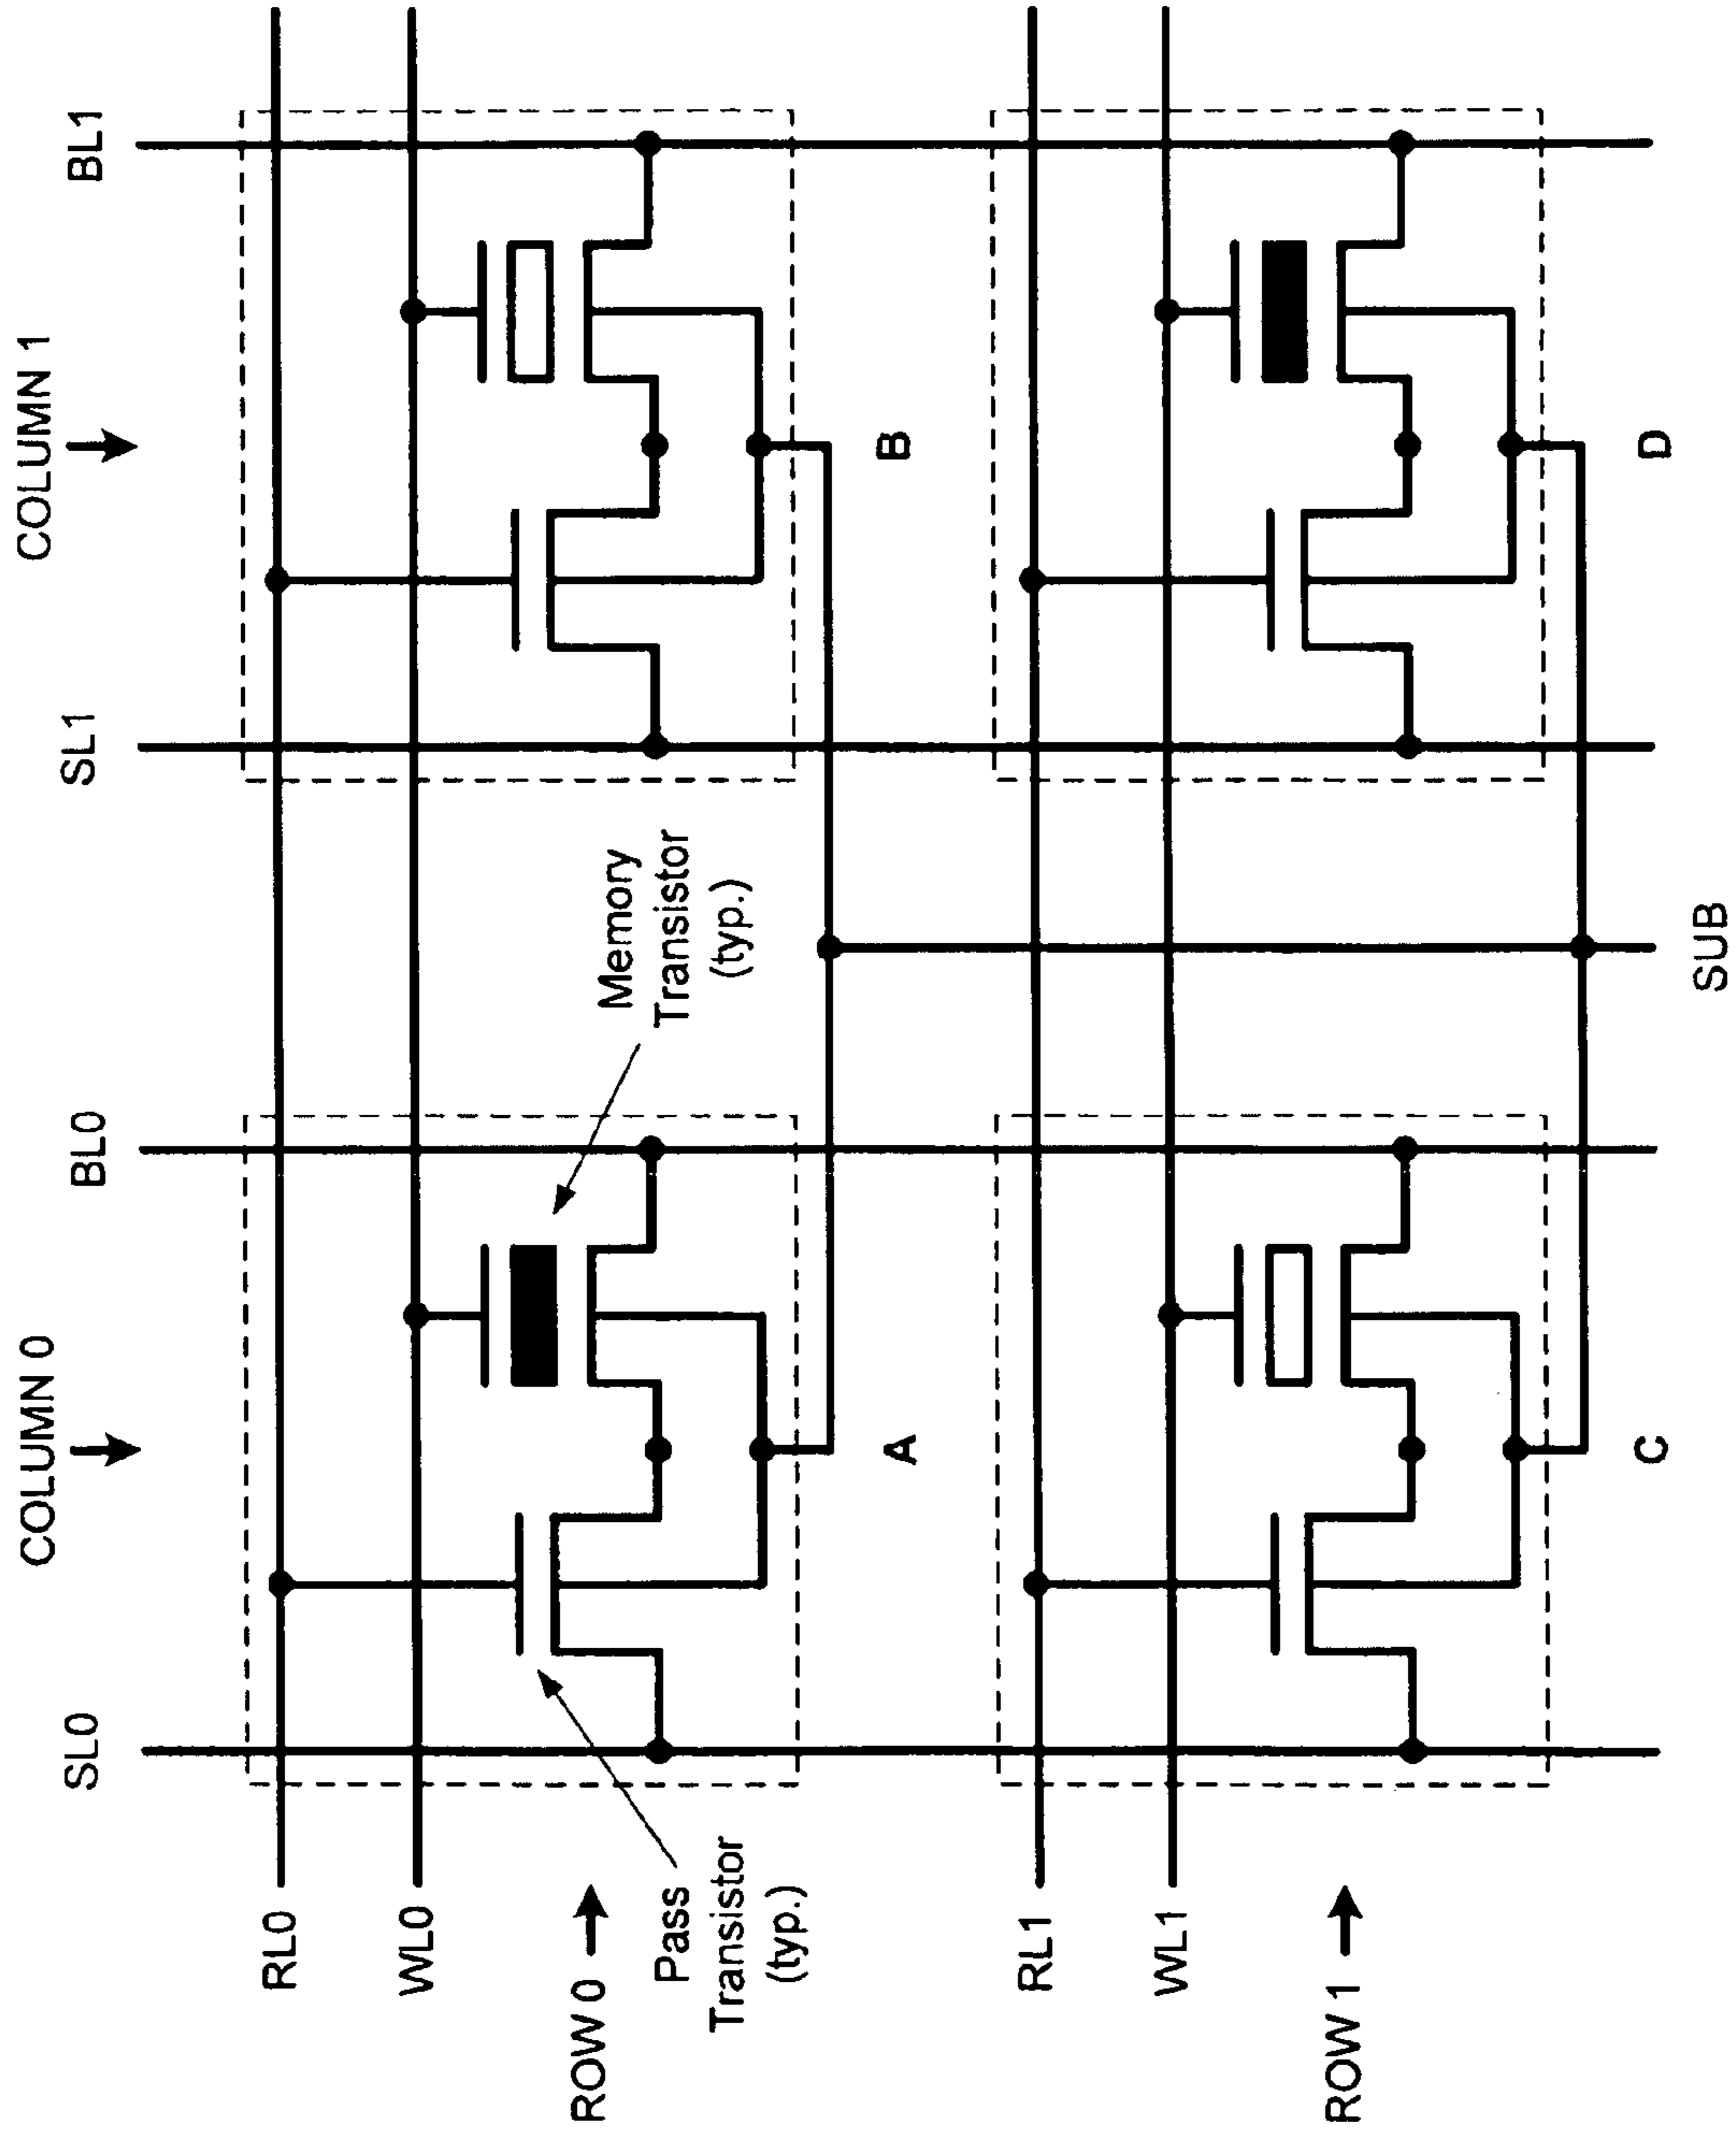 COLUMN 0
COLUMN 1
SL0
BL0
SL1
BL1
RL0
WL0
ROW 0
Pass
Transistor
(typ.)
Memory
Transistor
(typ.)
A
B
RL1
WL1
ROW 1
C
D
SUB